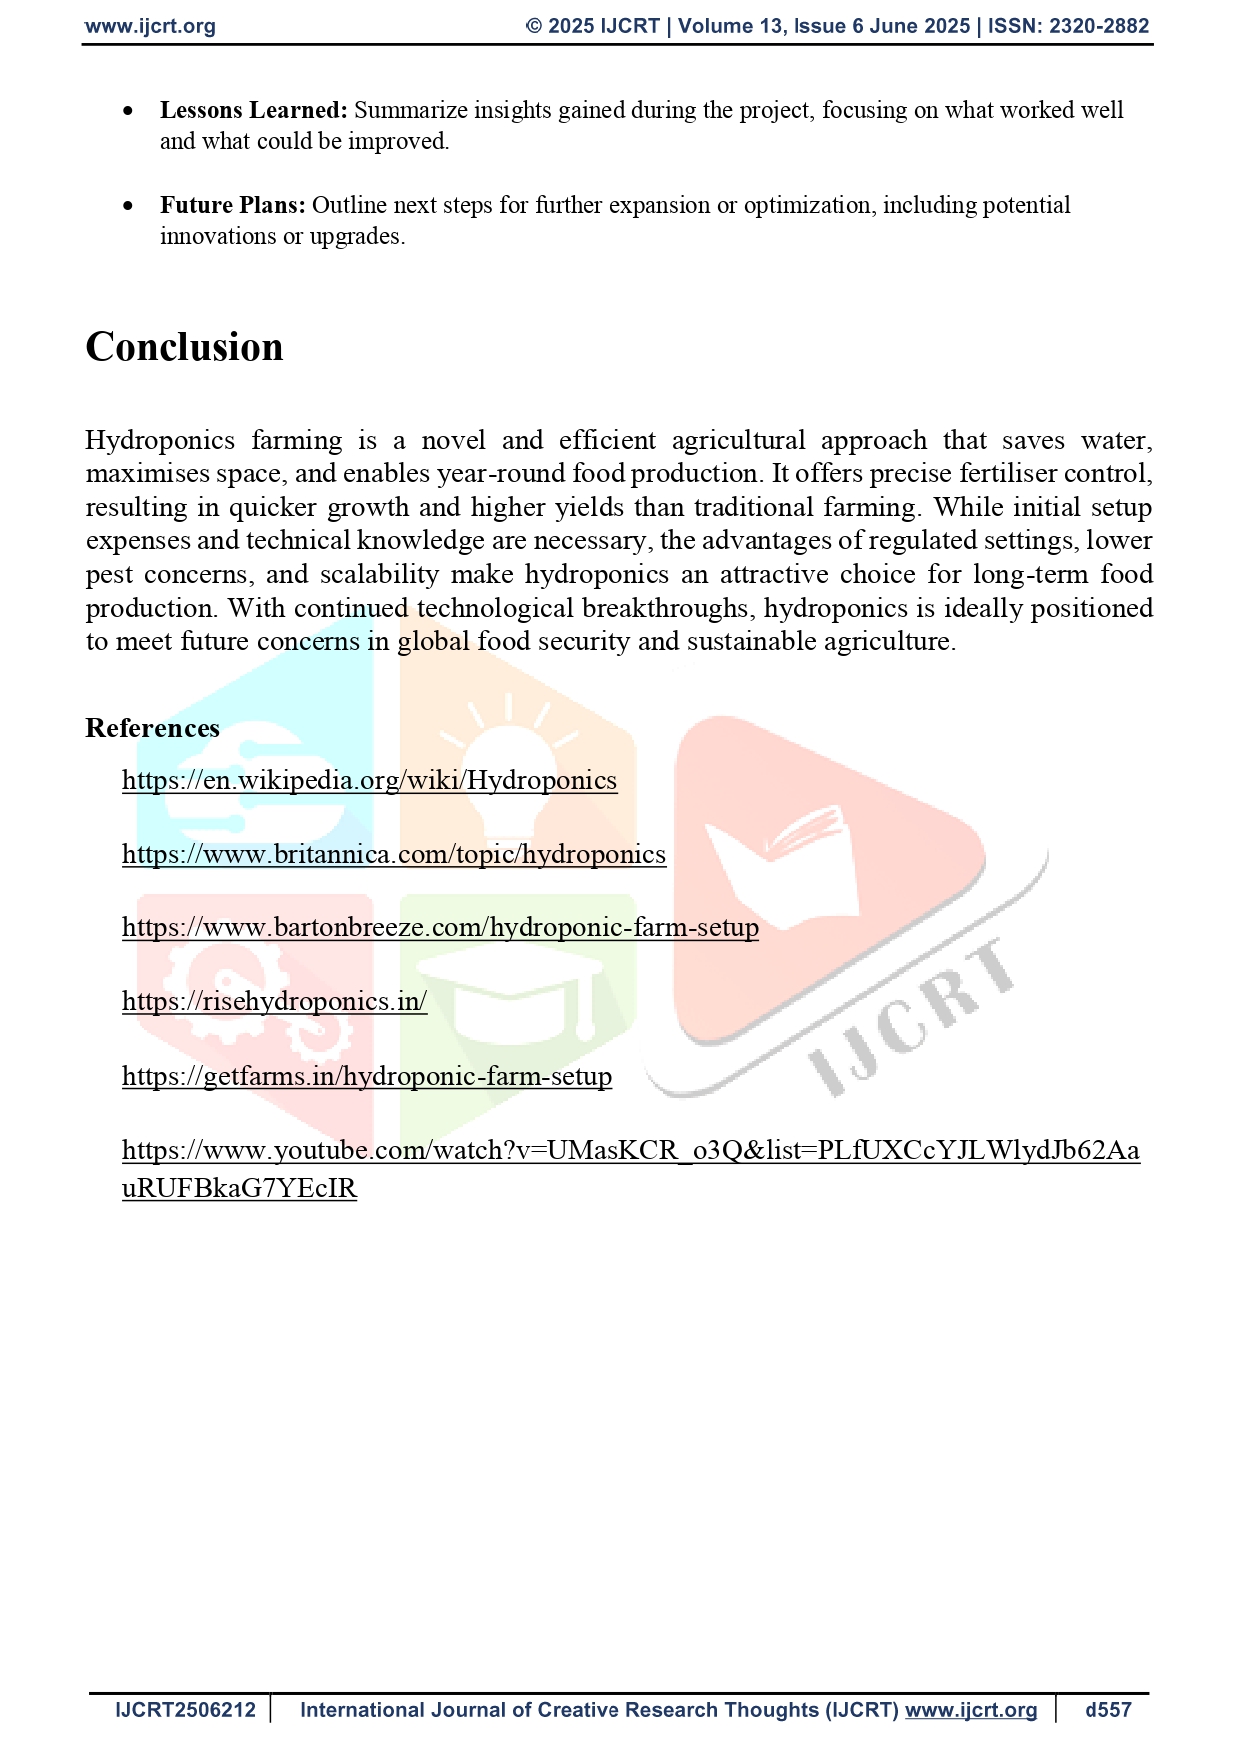 www.ijcrt.org © 2025 IJCRT | Volume 13, Issue 6 June 2025 | ISSN: 2320-2882
• Lessons Learned: Summarize insights gained during the project, focusing on what worked well
and what could be improved.
• Future Plans: Outline next steps for further expansion or optimization, including potential
innovations or upgrades.
Conclusion
Hydroponics farming is a novel and efficient agricultural approach that saves water,
maximises space, and enables year-round food production. It offers precise fertiliser control,
resulting in quicker growth and higher yields than traditional farming. While initial setup
expenses and technical knowledge are necessary, the advantages of regulated settings, lower
pest concerns, and scalability make hydroponics an attractive choice for long-term food
production. With continued technological breakthroughs, hydroponics is ideally positioned
to meet future concerns in global food security and sustainable agriculture.
References
https://en.wikipedia.org/wiki/Hydroponics
https://www.britannica.com/topic/hydroponics
https://www.bartonbreeze.com/hydroponic-farm-setup
https://risehydroponics.in/
https://getfarms.in/hydroponic-farm-setup
https://www.youtube.com/watch?v=UMasKCR_o3Q&list=PLfUXCcYJLWlydJb62Aa
uRUFBkaG7YEcIR
IJCRT
IJCRT2506212 International Journal of Creative Research Thoughts (IJCRT) www.ijcrt.org d557